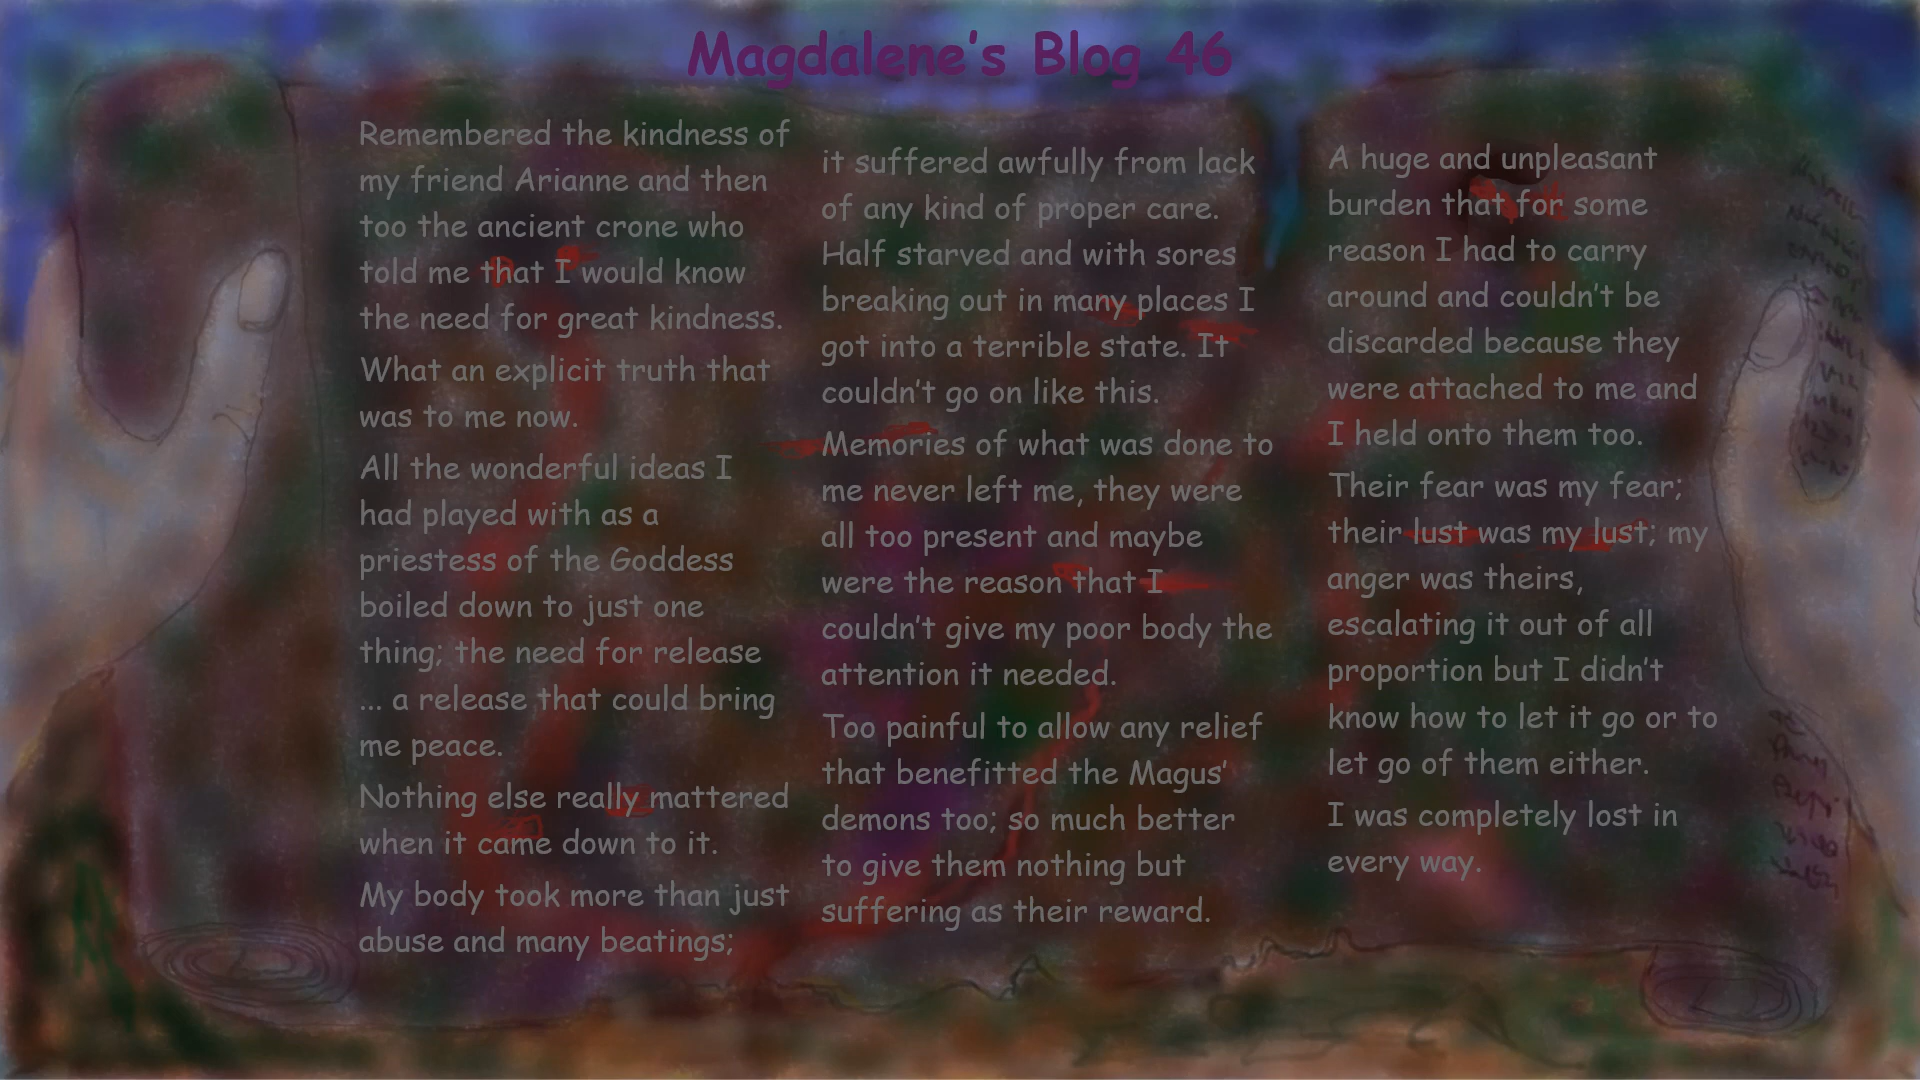 Magdalene's Blog 46
Remembered the kindness of
my friend Arianne and then
too the ancient crone who
told me that I would know
the need for great kindness.
What an explicit truth that
was to me now.
All the wonderful ideas I
had played with as a
priestess of the Goddess
boiled down to just one
thing; the need for release
... a release that could bring
me peace.
Nothing else really mattered
when it came down to it.
My body took more than just
abuse and many beatings;
it suffered awfully from lack
of any kind of proper care.
Half starved and with sores
breaking out in many places I
got into a terrible state. It
couldn't go on like this.
Memories of what was done to
me never left me, they were
all too present and maybe
were the reason that I
couldn't give my poor body the
attention it needed.
Too painful to allow any relief
that benefitted the Magus'
demons too; so much better
to give them nothing but
suffering as their reward.
A huge and unpleasant
burden that for some
reason I had to carry
around and couldn't be
discarded because they
were attached to me and
I held onto them too.
Their fear was my fear;
their lust was my lust; my
anger was theirs,
escalating it out of all
proportion but I didn't
know how to let it go or to
let go of them either.
I was completely lost in
every way.